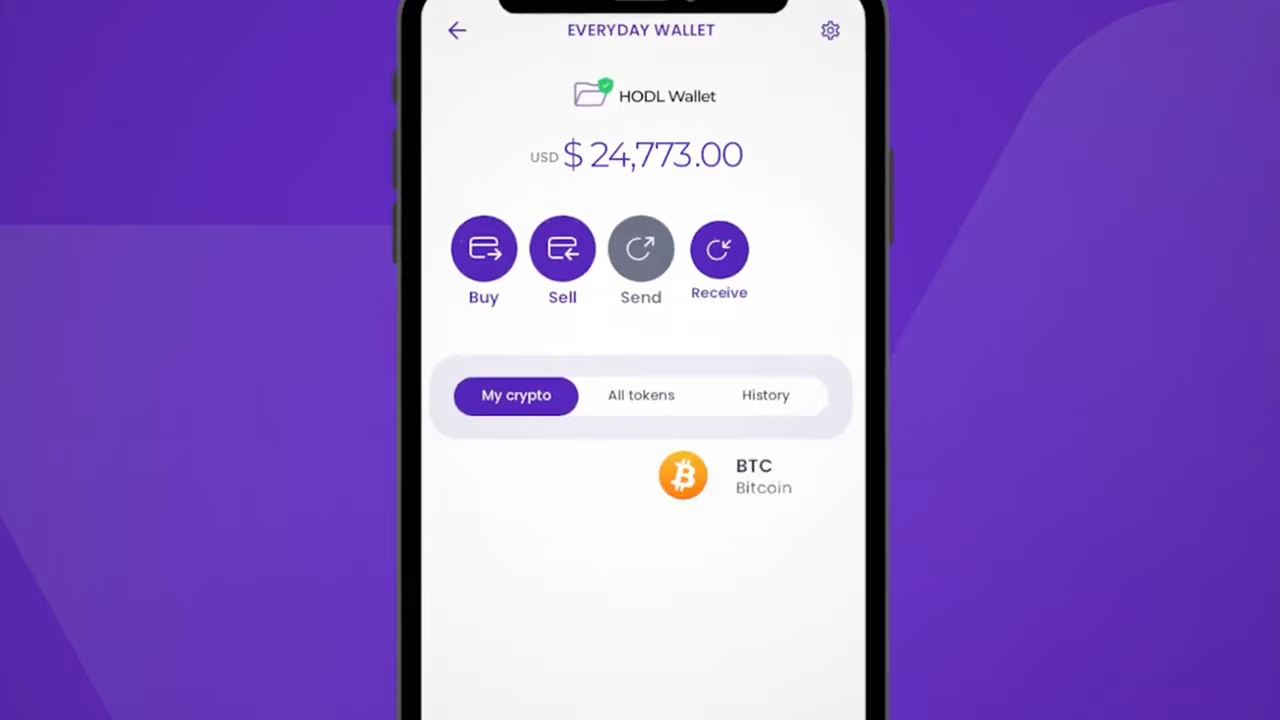 EVERYDAY WALLET
HODL Wallet
USD $ 24,773.00
Buy Sell Send Receive
My crypto All tokens History
BTC
Bitcoin